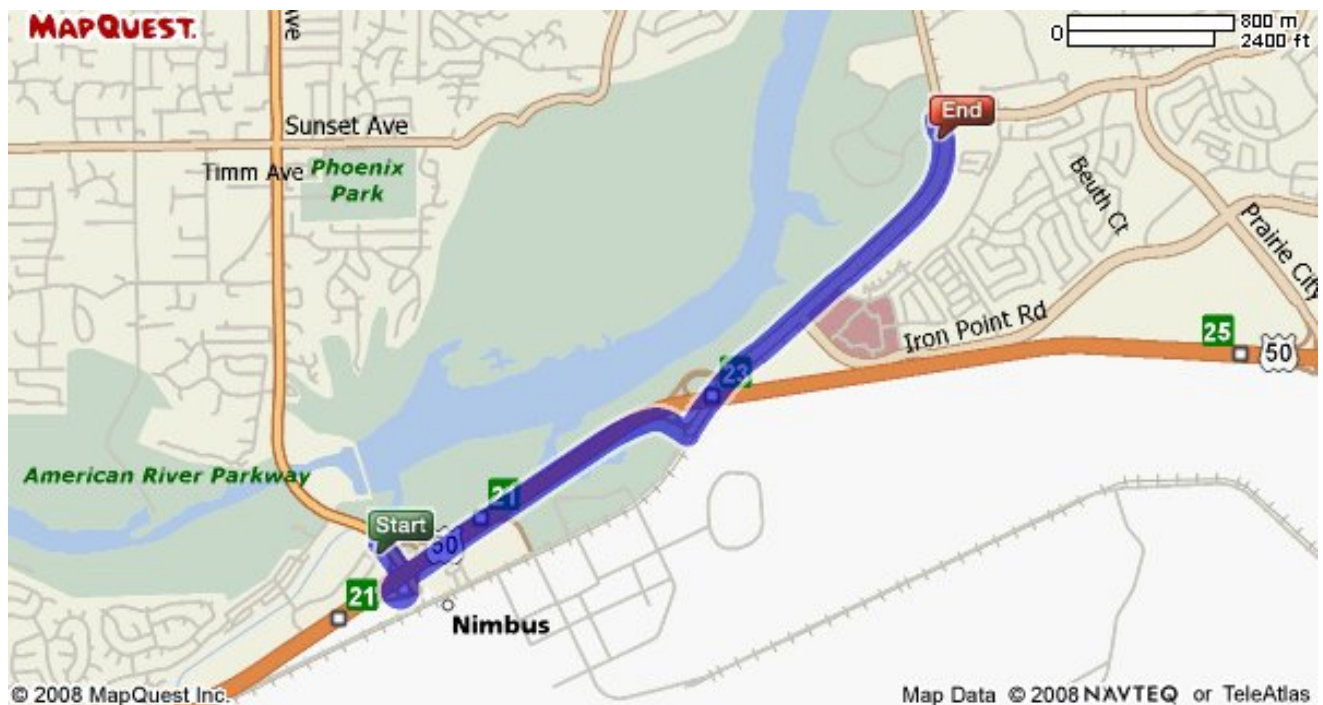 MAPQUEST.
Ave
0
800 m
2400 ft
End
Sunset Ave
Timm Ave
Phoenix
Park
Beuth Ct
Prairie City
Iron Point Rd
25
50
23
American River Parkway
21
Start
50
21
Nimbus
© 2008 MapQuest Inc.
Map Data © 2008 NAVTEQ or TeleAtlas